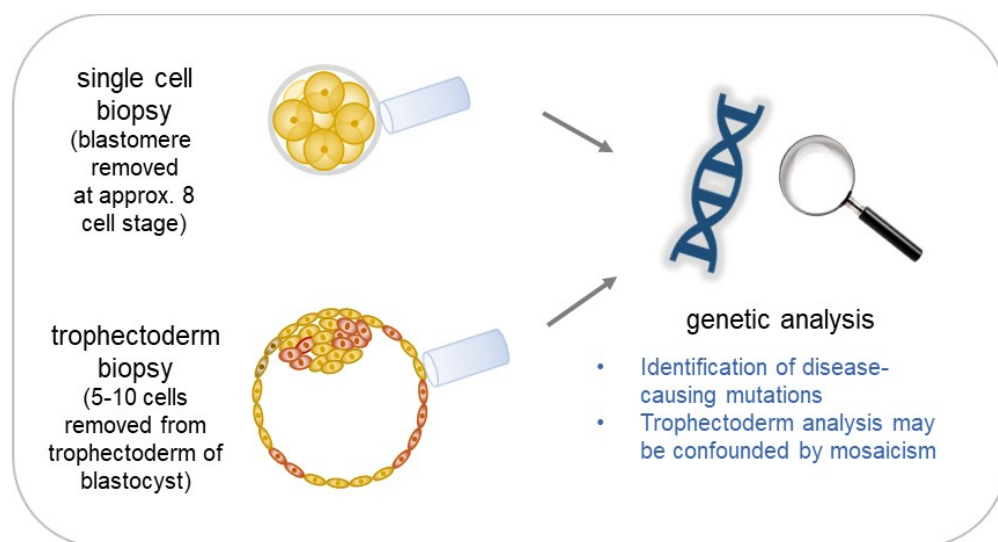 single cell
biopsy
(blastomere
removed
at approx. 8
cell stage)
trophectoderm
biopsy
(5-10 cells
removed from
trophectoderm of
blastocyst)
genetic analysis
• Identification of disease-
causing mutations
• Trophectoderm analysis may
be confounded by mosaicism